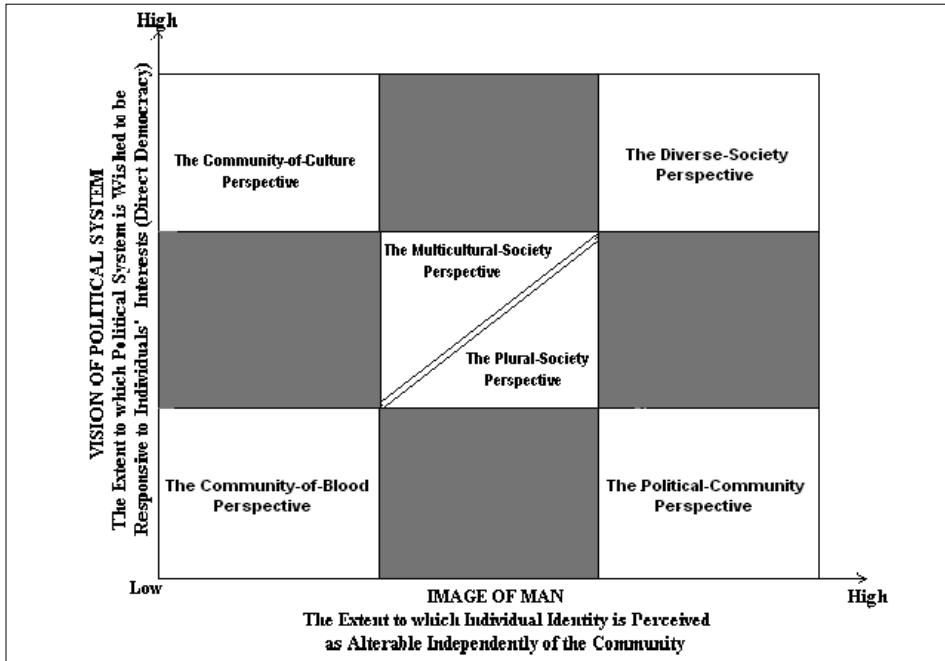 High
VISION OF POLITICAL SYSTEM
The Extent to which Political System is Wished to be
Responsive to Individuals' Interests (Direct Democracy)
The Community-of-Culture
Perspective
The Diverse-Society
Perspective
The Multicultural-Society
Perspective
The Plural-Society
Perspective
The Community-of-Blood
Perspective
The Political-Community
Perspective
Low
IMAGE OF MAN
High
The Extent to which Individual Identity is Perceived
as Alterable Independently of the Community